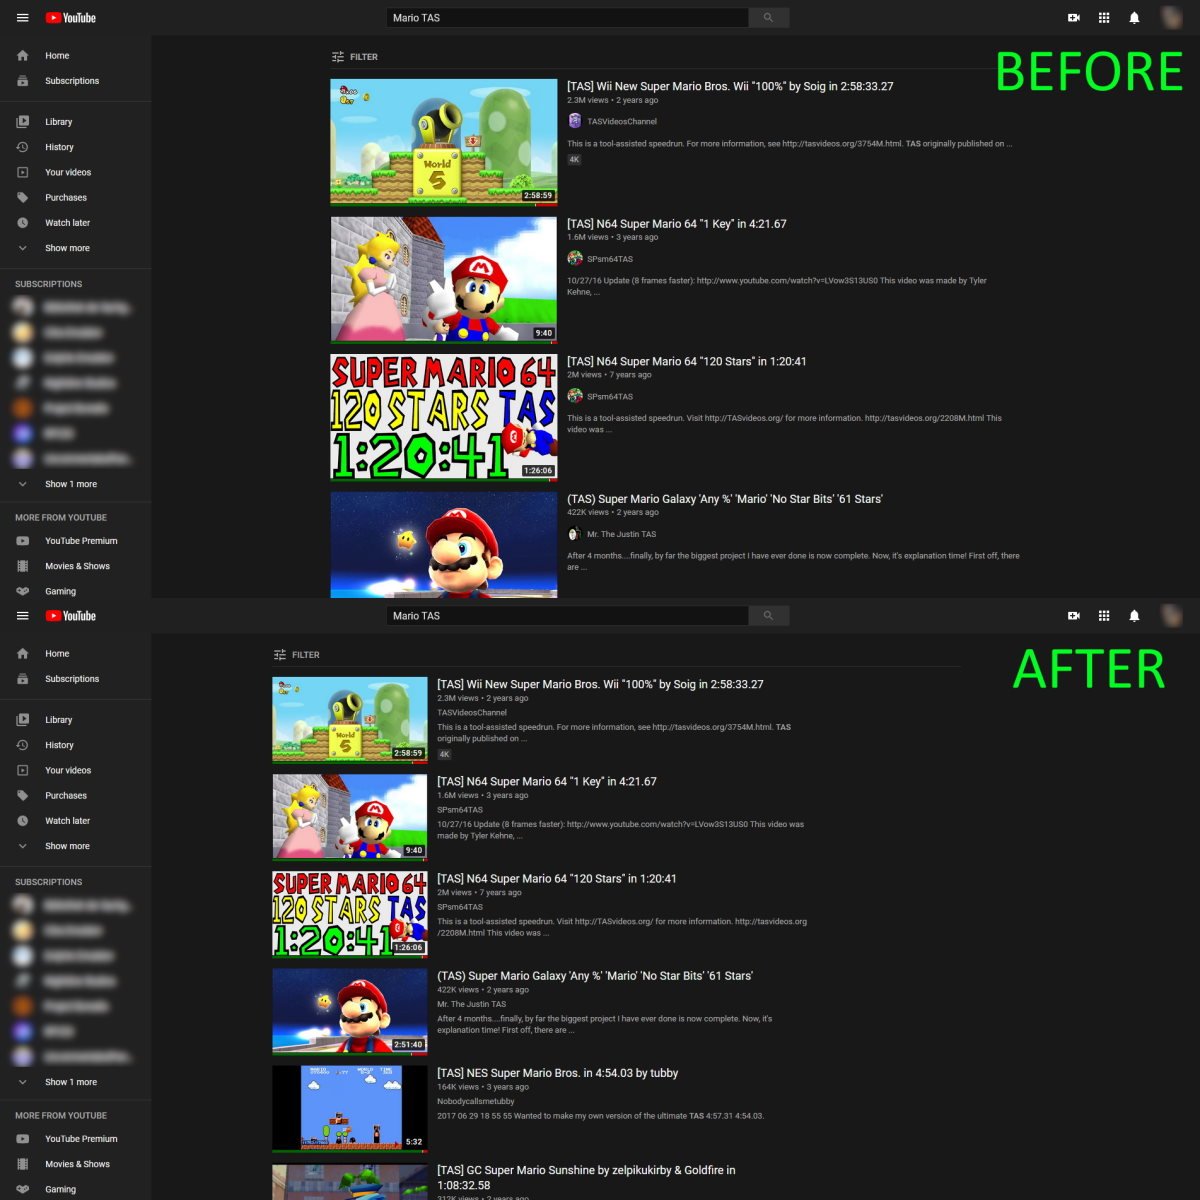 YouTube
Mario TAS
BEFORE
Home
Subscriptions
Library
History
Your videos
Purchases
Watch later
Show more
SUBSCRIPTIONS
Show 1 more
MORE FROM YOUTUBE
YouTube Premium
Movies & Shows
Gaming
FILTER
World
5
2:58:59
[TAS] Wii New Super Mario Bros. Wii "100%" by Soig in 2:58:33.27
2.3M views • 2 years ago
TASVideosChannel
This is a tool-assisted speedrun. For more information, see http://tasvideos.org/3754M.html. TAS originally published on ...
4K
M
9:40
[TAS] N64 Super Mario 64 "1 Key" in 4:21.67
1.6M views • 3 years ago
SPsm64TAS
10/27/16 Update (8 frames faster): http://www.youtube.com/watch?v=LVow3S13US0 This video was made by Tyler
Kehne, ...
SUPER MARIO 64
120 STARS TAS
1:20:41
1:26:06
[TAS] N64 Super Mario 64 "120 Stars" in 1:20:41
2M views • 7 years ago
SPsm64TAS
This is a tool-assisted speedrun. Visit http://TASvideos.org/ for more information. http://tasvideos.org/2208M.html This
video was ...
M
(TAS) Super Mario Galaxy 'Any %' 'Mario' 'No Star Bits' '61 Stars'
422K views • 2 years ago
Mr. The Justin TAS
After 4 months....finally, by far the biggest project I have ever done is now complete. Now, it's explanation time! First off, there
are ...
YouTube
Mario TAS
AFTER
Home
Subscriptions
Library
History
Your videos
Purchases
Watch later
Show more
SUBSCRIPTIONS
Show 1 more
MORE FROM YOUTUBE
YouTube Premium
Movies & Shows
Gaming
FILTER
World
5
2:58:59
[TAS] Wii New Super Mario Bros. Wii "100%" by Soig in 2:58:33.27
2.3M views • 2 years ago
TASVideosChannel
This is a tool-assisted speedrun. For more information, see http://tasvideos.org/3754M.html. TAS
originally published on ...
4K
M
9:40
[TAS] N64 Super Mario 64 "1 Key" in 4:21.67
1.6M views • 3 years ago
SPsm64TAS
10/27/16 Update (8 frames faster): http://www.youtube.com/watch?v=LVow3S13US0 This video was
made by Tyler Kehne, ...
SUPER MARIO 64
120 STARS TAS
1:20:41
1:26:06
[TAS] N64 Super Mario 64 "120 Stars" in 1:20:41
2M views • 7 years ago
SPsm64TAS
This is a tool-assisted speedrun. Visit http://TASvideos.org/ for more information. http://tasvideos.org
/2208M.html This video was ...
M
2:51:40
(TAS) Super Mario Galaxy 'Any %' 'Mario' 'No Star Bits' '61 Stars'
422K views • 2 years ago
Mr. The Justin TAS
After 4 months....finally, by far the biggest project I have ever done is now complete. Now, it's
explanation time! First off, there are ...
MARIO WORLD TIME
5:32
[TAS] NES Super Mario Bros. in 4:54.03 by tubby
164K views • 3 years ago
Nobodycallsmetubby
2017 06 29 18 55 55 Wanted to make my own version of the ultimate TAS 4:57.31 4:54.03.
[TAS] GC Super Mario Sunshine by zelpikukirby & Goldfire in
1:08:32.58
312K views • 2 years ago